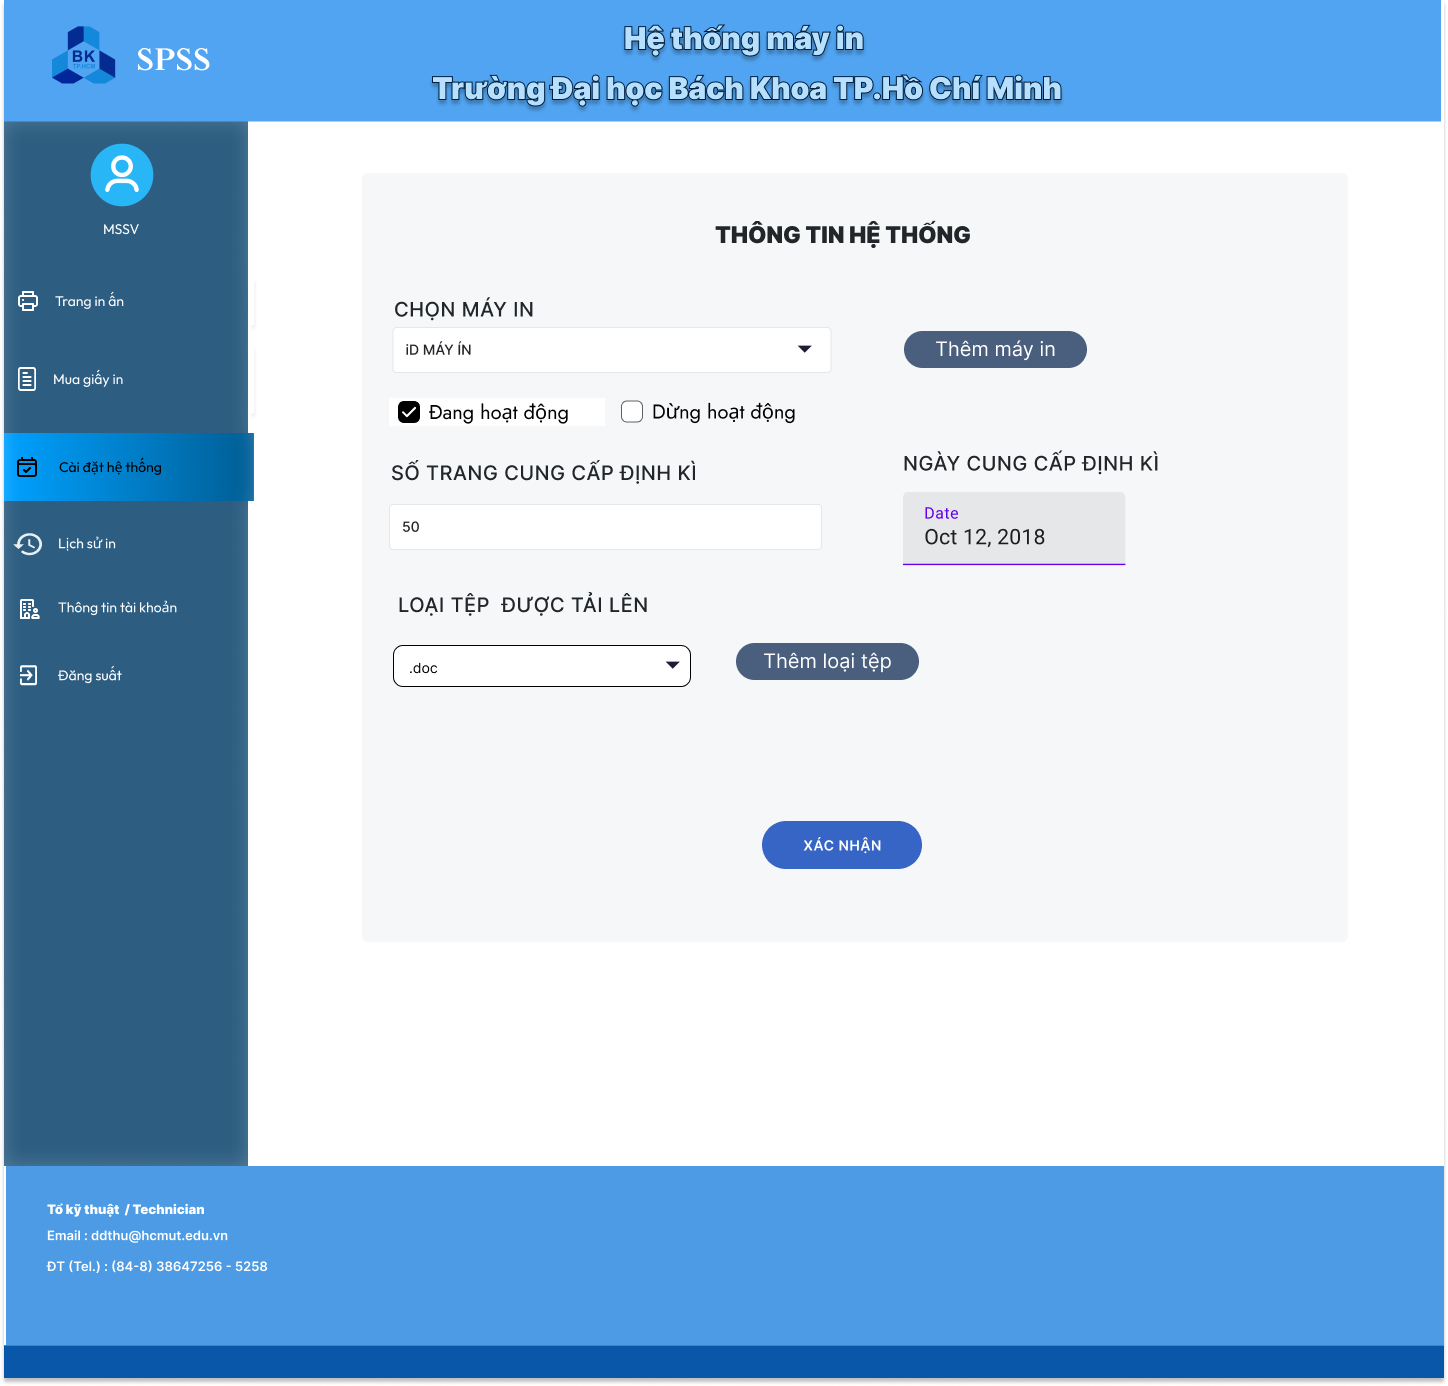 BK
TP.HCM
SPSS
Hệ thống máy in
Trường Đại học Bách Khoa TP.Hồ Chí Minh
MSSV
Trang in ấn
Mua giấy in
Cài đặt hệ thống
Lịch sử in
Thông tin tài khoản
Đăng suất
THÔNG TIN HỆ THỐNG
CHỌN MÁY IN
iD MÁY ÍN
Thêm máy in
Đang hoạt động
Dừng hoạt động
SỐ TRANG CUNG CẤP ĐỊNH KÌ
50
NGÀY CUNG CẤP ĐỊNH KÌ
Date
Oct 12, 2018
LOẠI TỆP ĐƯỢC TẢI LÊN
.doc
Thêm loại tệp
XÁC NHẬN
Tổ kỹ thuật / Technician
Email : ddthu@hcmut.edu.vn
ĐT (Tel.) : (84-8) 38647256 - 5258